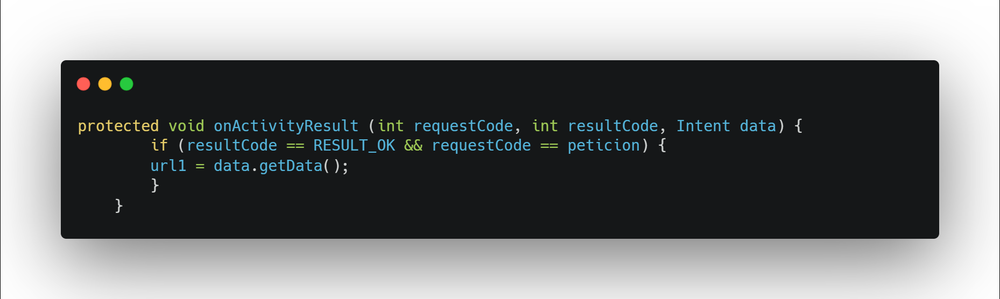 protected void onActivityResult (int requestCode, int resultCode, Intent data) {
        if (resultCode == RESULT_OK && requestCode == peticion) {
        url1 = data.getData();
        }
    }